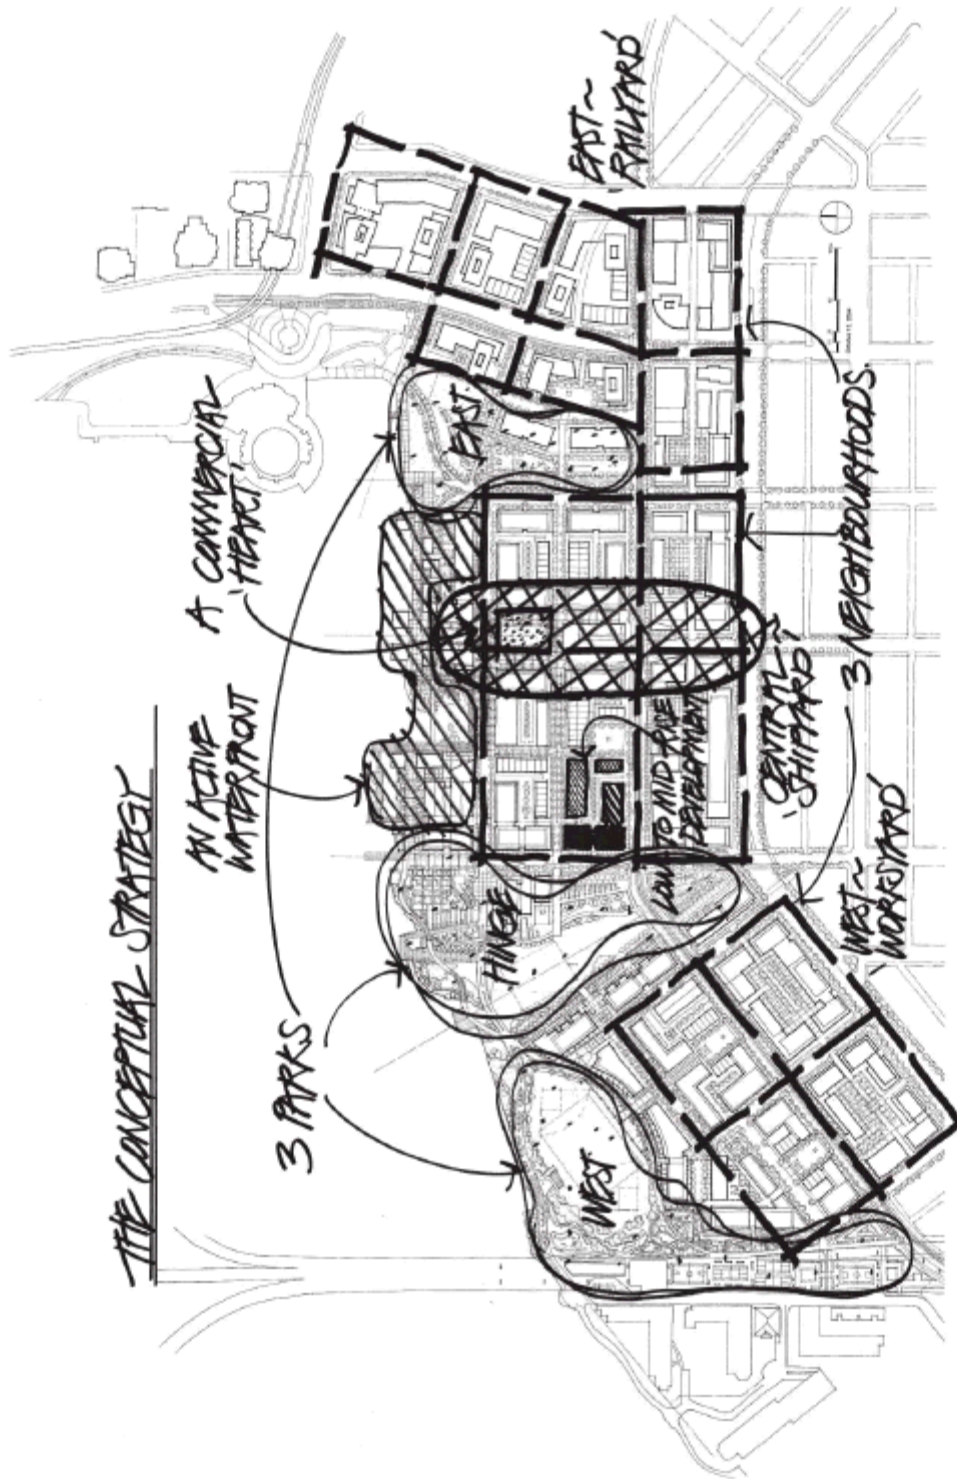 THE CONCEPTUAL STRATEGY
3 PARKS
AN ACTIVE
WATERFRONT
A COMMERCIAL
'HEART'
WEST
HINGE
EAST
LOW TO MID RISE
DEVELOPMENT
WEST~
'WORKSYARD'
CENTRAL~
'SHIPYARD'
EAST~
'RAILYARD'
3 NEIGHBOURHOODS.